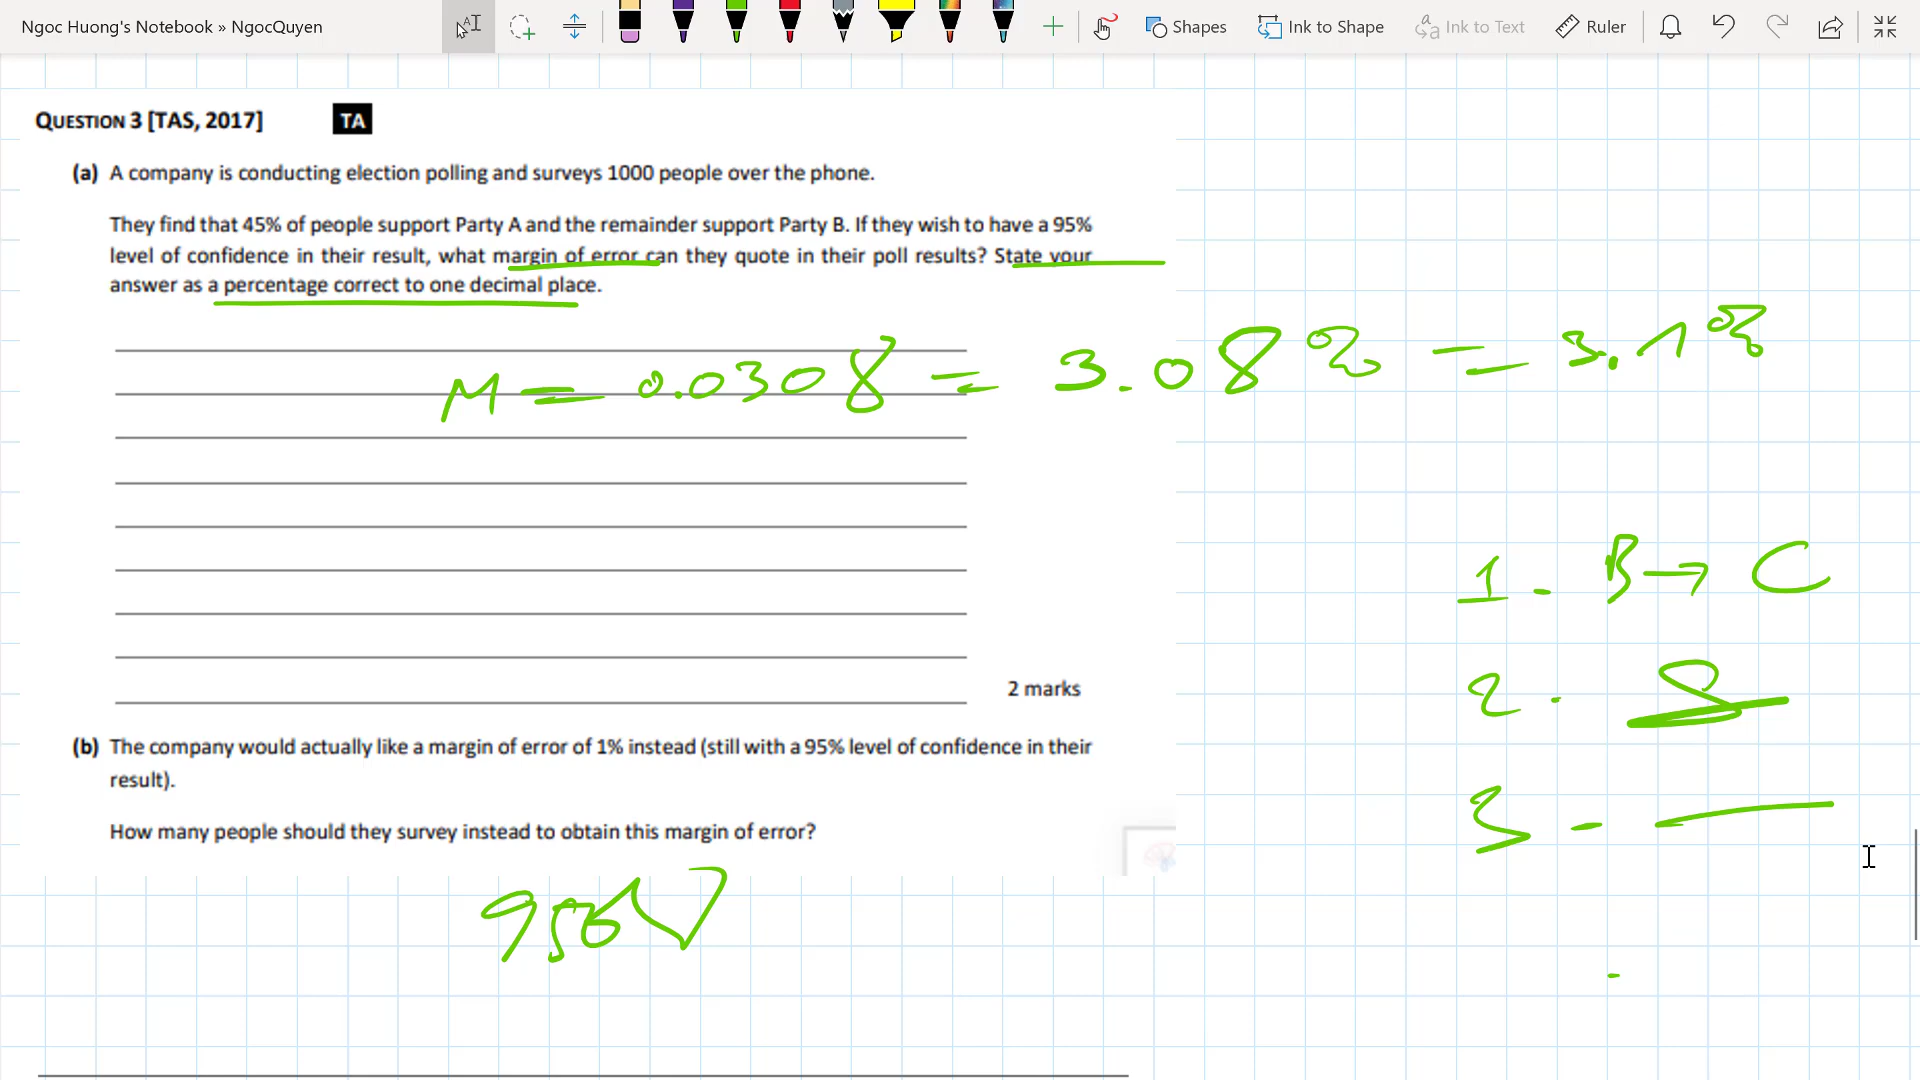 Ngoc Huong's Notebook » NgocQuyen
Shapes
Ink to Shape
Ink to Text
Ruler
QUESTION 3 [TAS, 2017] TA
(a) A company is conducting election polling and surveys 1000 people over the phone.
They find that 45% of people support Party A and the remainder support Party B. If they wish to have a 95%
level of confidence in their result, what margin of error can they quote in their poll results? State your
answer as a percentage correct to one decimal place.
M = 0.0308 = 3.08% = 3.1%
1. B → C
2 marks
2.
3 -
(b) The company would actually like a margin of error of 1% instead (still with a 95% level of confidence in their
result).
How many people should they survey instead to obtain this margin of error?